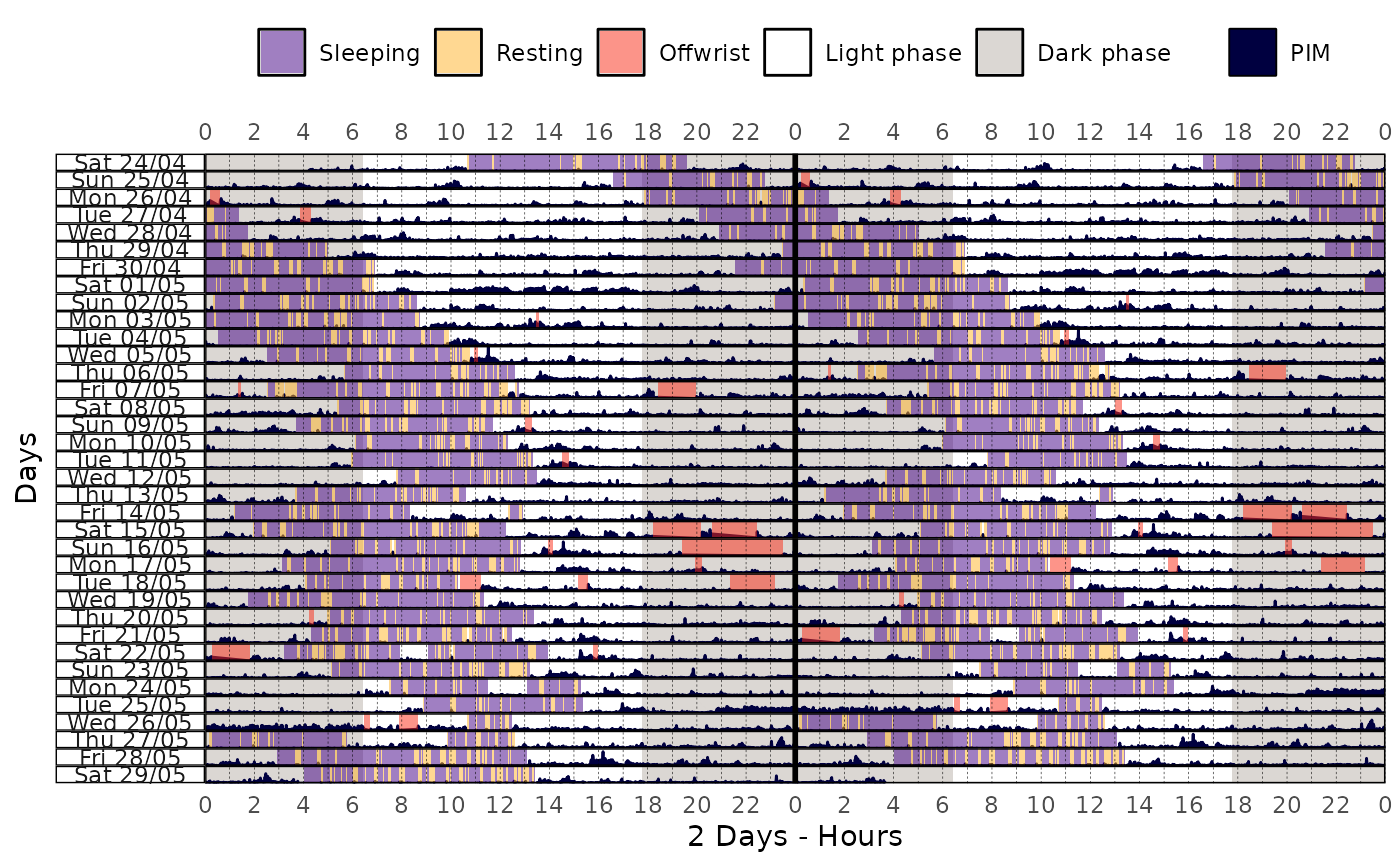 Sleeping Resting Offwrist Light phase Dark phase PIM
0 2 4 6 8 10 12 14 16 18 20 22 0 2 4 6 8 10 12 14 16 18 20 22 0
Sat 24/04
Sun 25/04
Mon 26/04
Tue 27/04
Wed 28/04
Thu 29/04
Fri 30/04
Sat 01/05
Sun 02/05
Mon 03/05
Tue 04/05
Wed 05/05
Thu 06/05
Fri 07/05
Sat 08/05
Sun 09/05
Mon 10/05
Tue 11/05
Wed 12/05
Thu 13/05
Fri 14/05
Sat 15/05
Sun 16/05
Mon 17/05
Tue 18/05
Wed 19/05
Thu 20/05
Fri 21/05
Sat 22/05
Sun 23/05
Mon 24/05
Tue 25/05
Wed 26/05
Thu 27/05
Fri 28/05
Sat 29/05
Days
0 2 4 6 8 10 12 14 16 18 20 22 0 2 4 6 8 10 12 14 16 18 20 22 0
2 Days - Hours